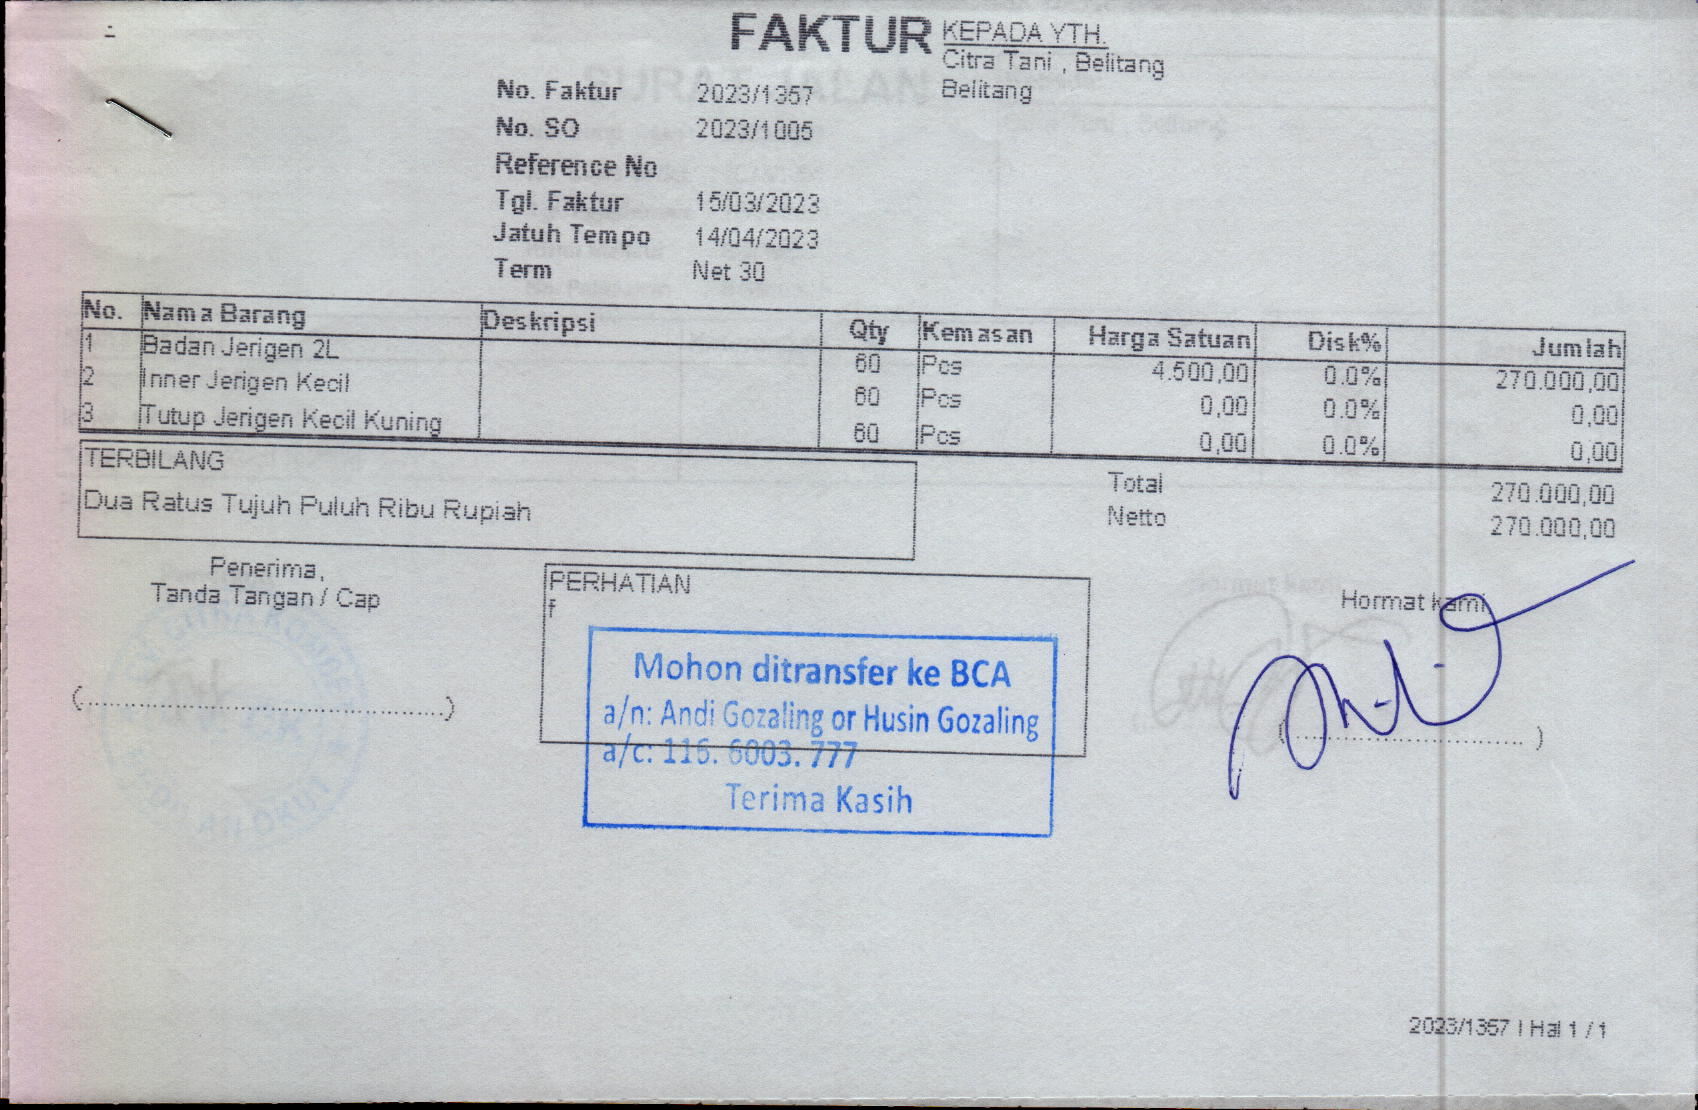 FAKTUR
KEPADA YTH.
Citra Tani , Belitang
Belitang
No. Faktur 2023/1357
No. SO 2023/1005
Reference No
Tgl. Faktur 15/03/2023
Jatuh Tempo 14/04/2023
Term Net 30
No. Nama Barang Deskripsi Qty Kemasan Harga Satuan Disk% Jumlah
1 Badan Jerigen 2L 60 Pcs 4.500,00 0.0% 270.000,00
2 Inner Jerigen Kecil 60 Pcs 0,00 0.0% 0,00
3 Tutup Jerigen Kecil Kuning 60 Pcs 0,00 0.0% 0,00
TERBILANG
Dua Ratus Tujuh Puluh Ribu Rupiah
Total 270.000,00
Netto 270.000,00
Penerima,
Tanda Tangan / Cap
(..............................)
PERHATIAN
f
Mohon ditransfer ke BCA
a/n: Andi Gozaling or Husin Gozaling
a/c: 116. 6003. 777
Terima Kasih
Hormat kami
(..............................)
2023/1357 | Hal 1 / 1